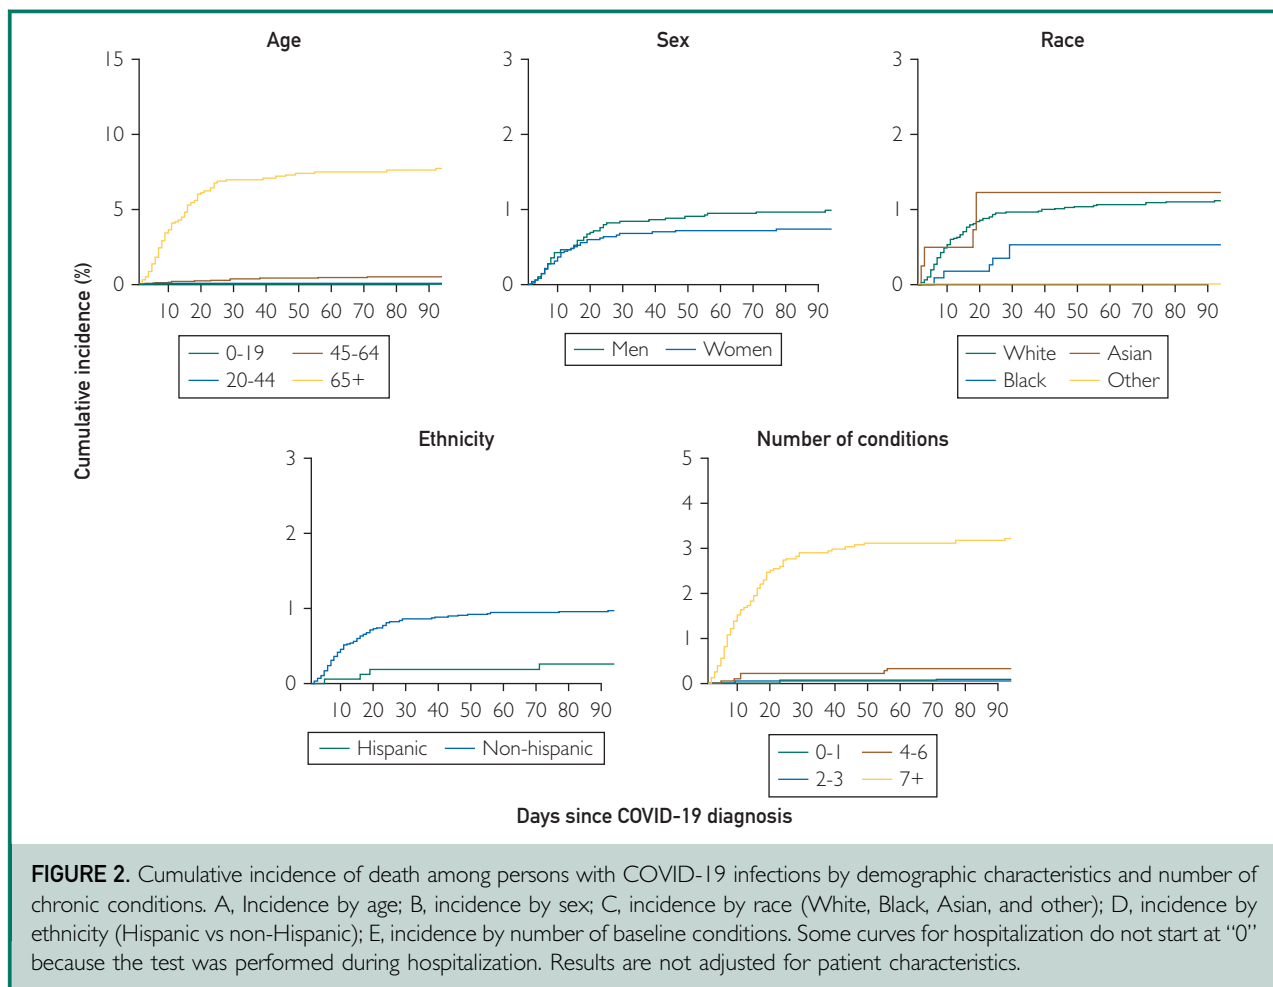 Age
Sex
Race
15
10
5
0
10 20 30 40 50 60 70 80 90
0-19
45-64
20-44
65+
3
2
1
0
10 20 30 40 50 60 70 80 90
Men
Women
3
2
1
0
10 20 30 40 50 60 70 80 90
White
Asian
Black
Other
Cumulative incidence (%)
Ethnicity
Number of conditions
3
2
1
0
10 20 30 40 50 60 70 80 90
Hispanic
Non-hispanic
5
4
3
2
1
0
10 20 30 40 50 60 70 80 90
0-1
4-6
2-3
7+
Days since COVID-19 diagnosis
FIGURE 2. Cumulative incidence of death among persons with COVID-19 infections by demographic characteristics and number of
chronic conditions. A, Incidence by age; B, incidence by sex; C, incidence by race (White, Black, Asian, and other); D, incidence by
ethnicity (Hispanic vs non-Hispanic); E, incidence by number of baseline conditions. Some curves for hospitalization do not start at “0”
because the test was performed during hospitalization. Results are not adjusted for patient characteristics.